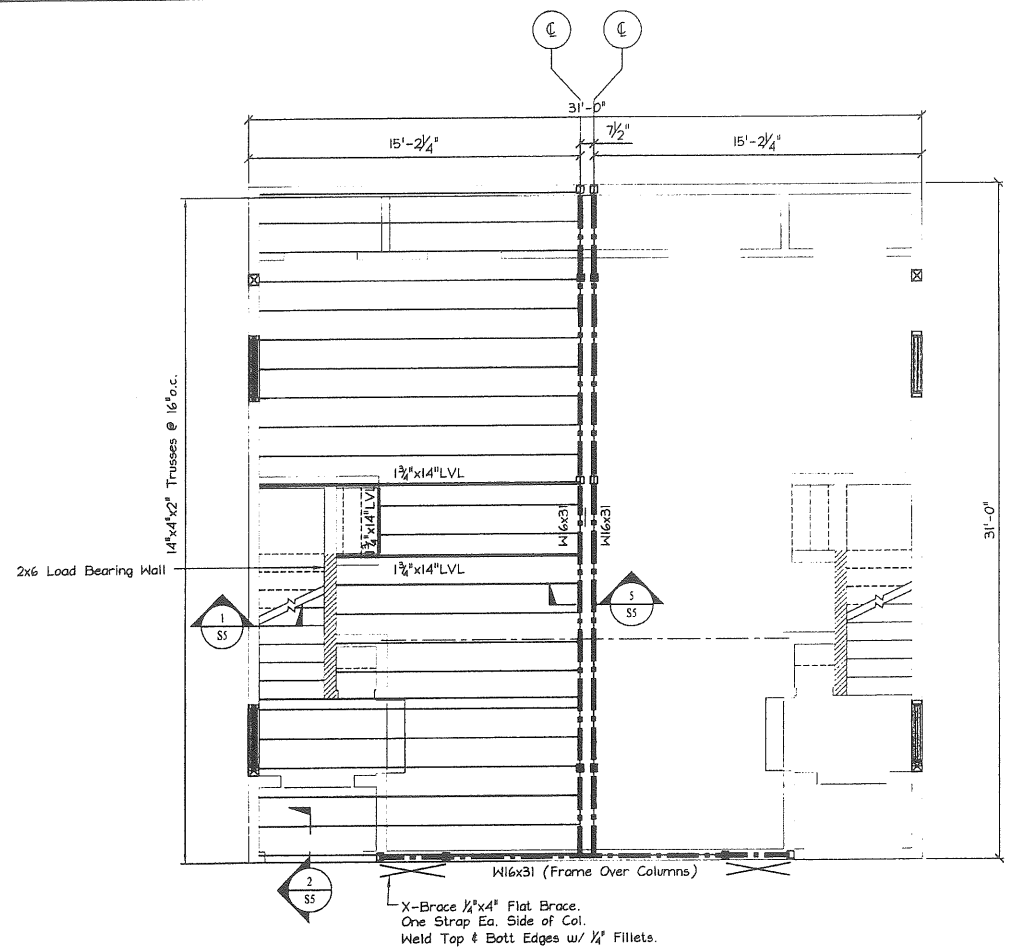 ℄ ℄
31'-0"
15'-2¼" 7½" 15'-2¼"
14"x4"x2" Trusses @ 16"o.c.
1¾"x14"LVL
1¾"x14"LVL
W16x31
W16x31
31'-0"
2x6 Load Bearing Wall
1¾"x14"LVL
1
S5
5
S5
2
S5
W16x31 (Frame Over Columns)
X-Brace ¼"x4" Flat Brace.
One Strap Ea. Side of Col.
Weld Top & Bott Edges w/ ¼" Fillets.